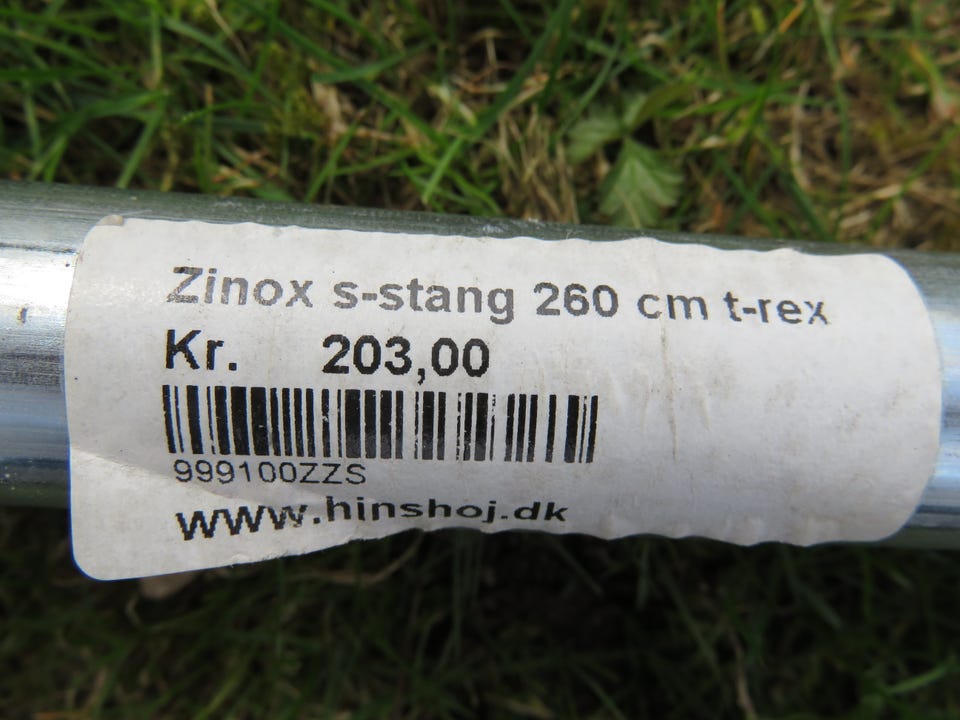 Zinox s-stang 260 cm t-rex
Kr. 203,00
999100ZZS
www.hinshoj.dk